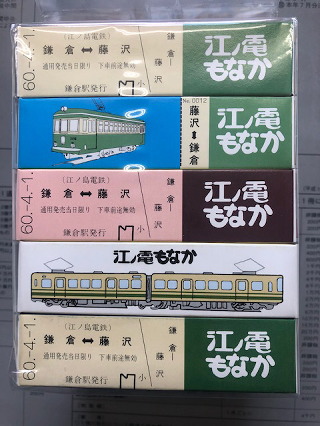 60.-4.-1.
(江ノ島電鉄)
鎌倉⇔藤沢
通用発売当日限り 下車前途無効
鎌倉駅発行
小
鎌倉―藤沢
江ノ電
もなか
No.0012
藤沢⇔鎌倉
江ノ電
もなか
60.-4.-1.
(江ノ島電鉄)
鎌倉⇔藤沢
通用発売当日限り 下車前途無効
鎌倉駅発行
小
鎌倉―藤沢
江ノ電
もなか
江ノ電もなか
60.-4.-1.
(江ノ島電鉄)
鎌倉⇔藤沢
通用発売当日限り 下車前途無効
鎌倉駅発行
小
鎌倉―藤沢
江ノ電
もなか